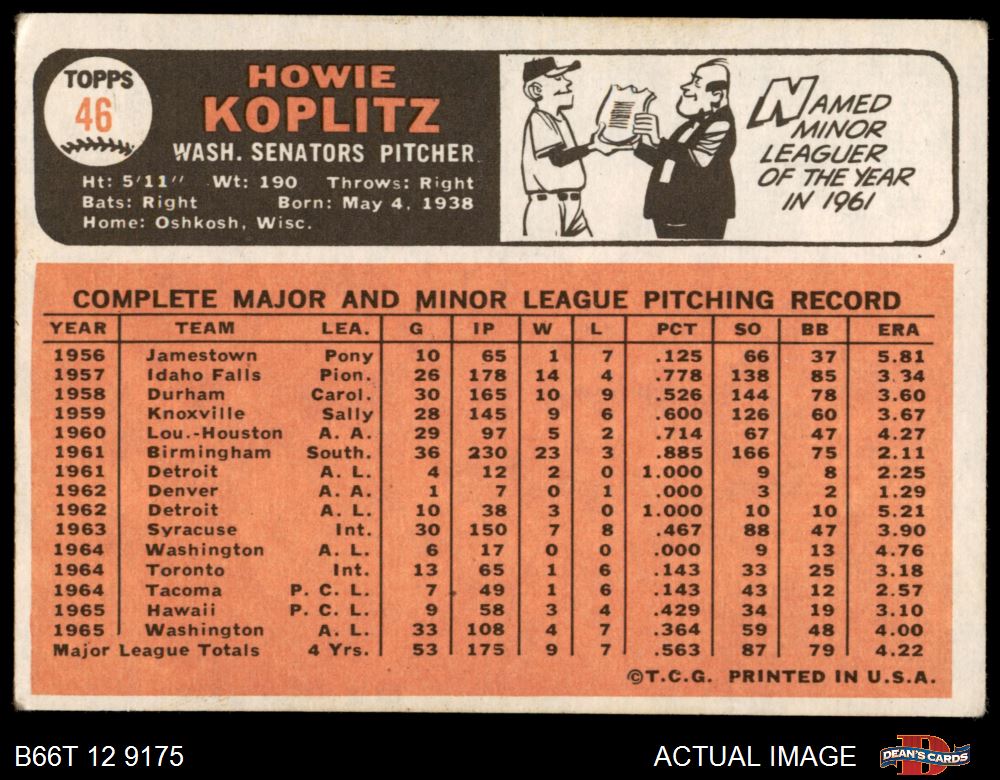 TOPPS
46
HOWIE
KOPLITZ
WASH. SENATORS PITCHER
Ht: 5'11" Wt: 190 Throws: Right
Bats: Right Born: May 4, 1938
Home: Oshkosh, Wisc.
NAMED
MINOR
LEAGUER
OF THE YEAR
IN 1961
COMPLETE MAJOR AND MINOR LEAGUE PITCHING RECORD
YEAR TEAM LEA. G IP W L PCT SO BB ERA
1956 Jamestown Pony 10 65 1 7 .125 66 37 5.81
1957 Idaho Falls Pion. 26 178 14 4 .778 138 85 3.34
1958 Durham Carol. 30 165 10 9 .526 144 78 3.60
1959 Knoxville Sally 28 145 9 6 .600 126 60 3.67
1960 Lou.-Houston A. A. 29 97 5 2 .714 67 47 4.27
1961 Birmingham South. 36 230 23 3 .885 166 75 2.11
1961 Detroit A. L. 4 12 2 0 1.000 9 8 2.25
1962 Denver A. A. 1 7 0 1 .000 3 2 1.29
1962 Detroit A. L. 10 38 3 0 1.000 10 10 5.21
1963 Syracuse Int. 30 150 7 8 .467 88 47 3.90
1964 Washington A. L. 6 17 0 0 .000 9 13 4.76
1964 Toronto Int. 13 65 1 6 .143 33 25 3.18
1964 Tacoma P. C. L. 7 49 1 6 .143 43 12 2.57
1965 Hawaii P. C. L. 9 58 3 4 .429 34 19 3.10
1965 Washington A. L. 33 108 4 7 .364 59 48 4.00
Major League Totals 4 Yrs. 53 175 9 7 .563 87 79 4.22
©T.C.G. PRINTED IN U.S.A.
B66T 12 9175 ACTUAL IMAGE DEAN'S CARDS